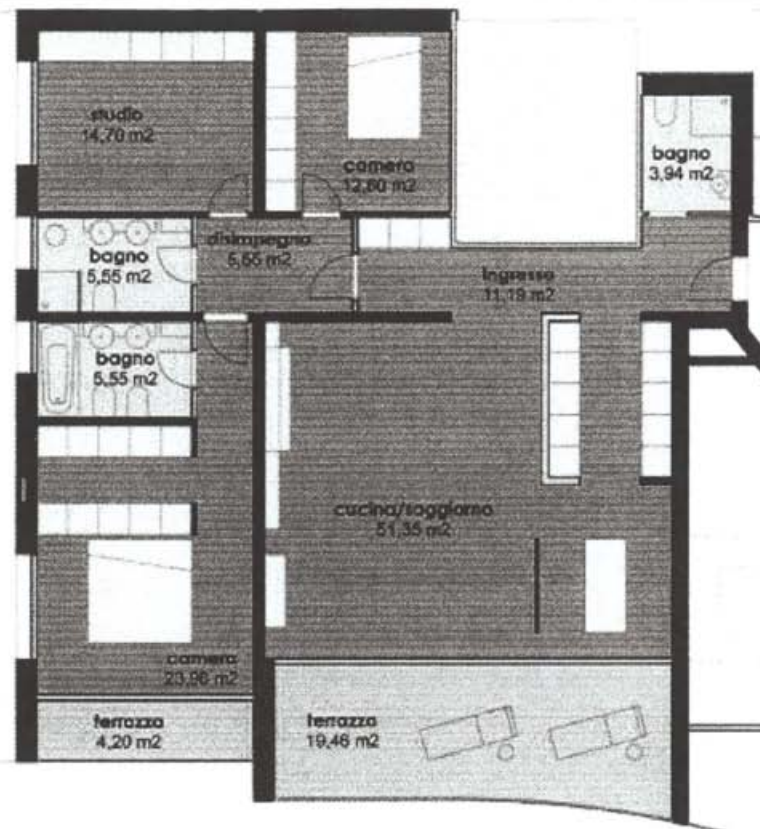 studio
14,70 m2
camera
12,60 m2
bagno
3,94 m2
disimpegno
5,55 m2
bagno
5,55 m2
Ingresso
11,19 m2
bagno
5,55 m2
cucina/soggiorno
51,35 m2
camera
23,96 m2
terrazza
4,20 m2
terrazza
19,46 m2